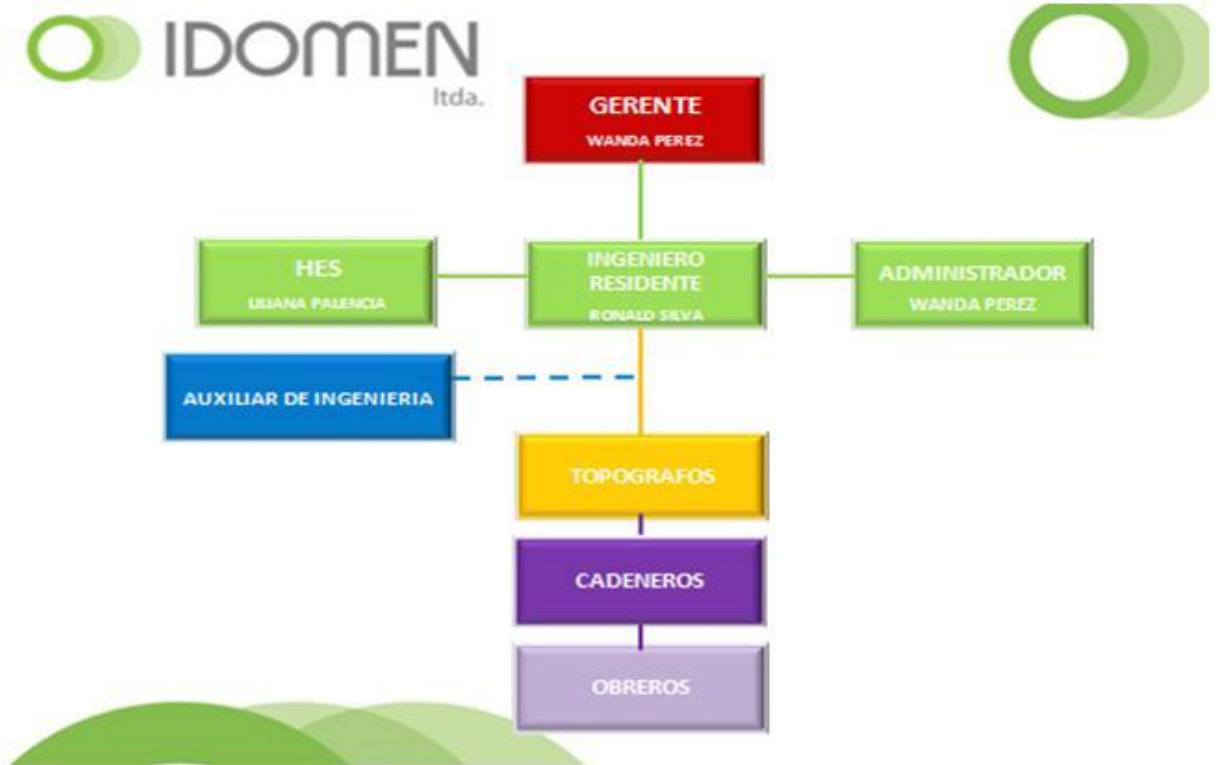 IDOMEN
ltda.
GERENTE
WANDA PEREZ
HES
LILIANA PALENCIA
INGENIERO
RESIDENTE
RONALD SILVA
ADMINISTRADOR
WANDA PEREZ
AUXILIAR DE INGENIERIA
TOPOGRAFOS
CADENEROS
OBREROS